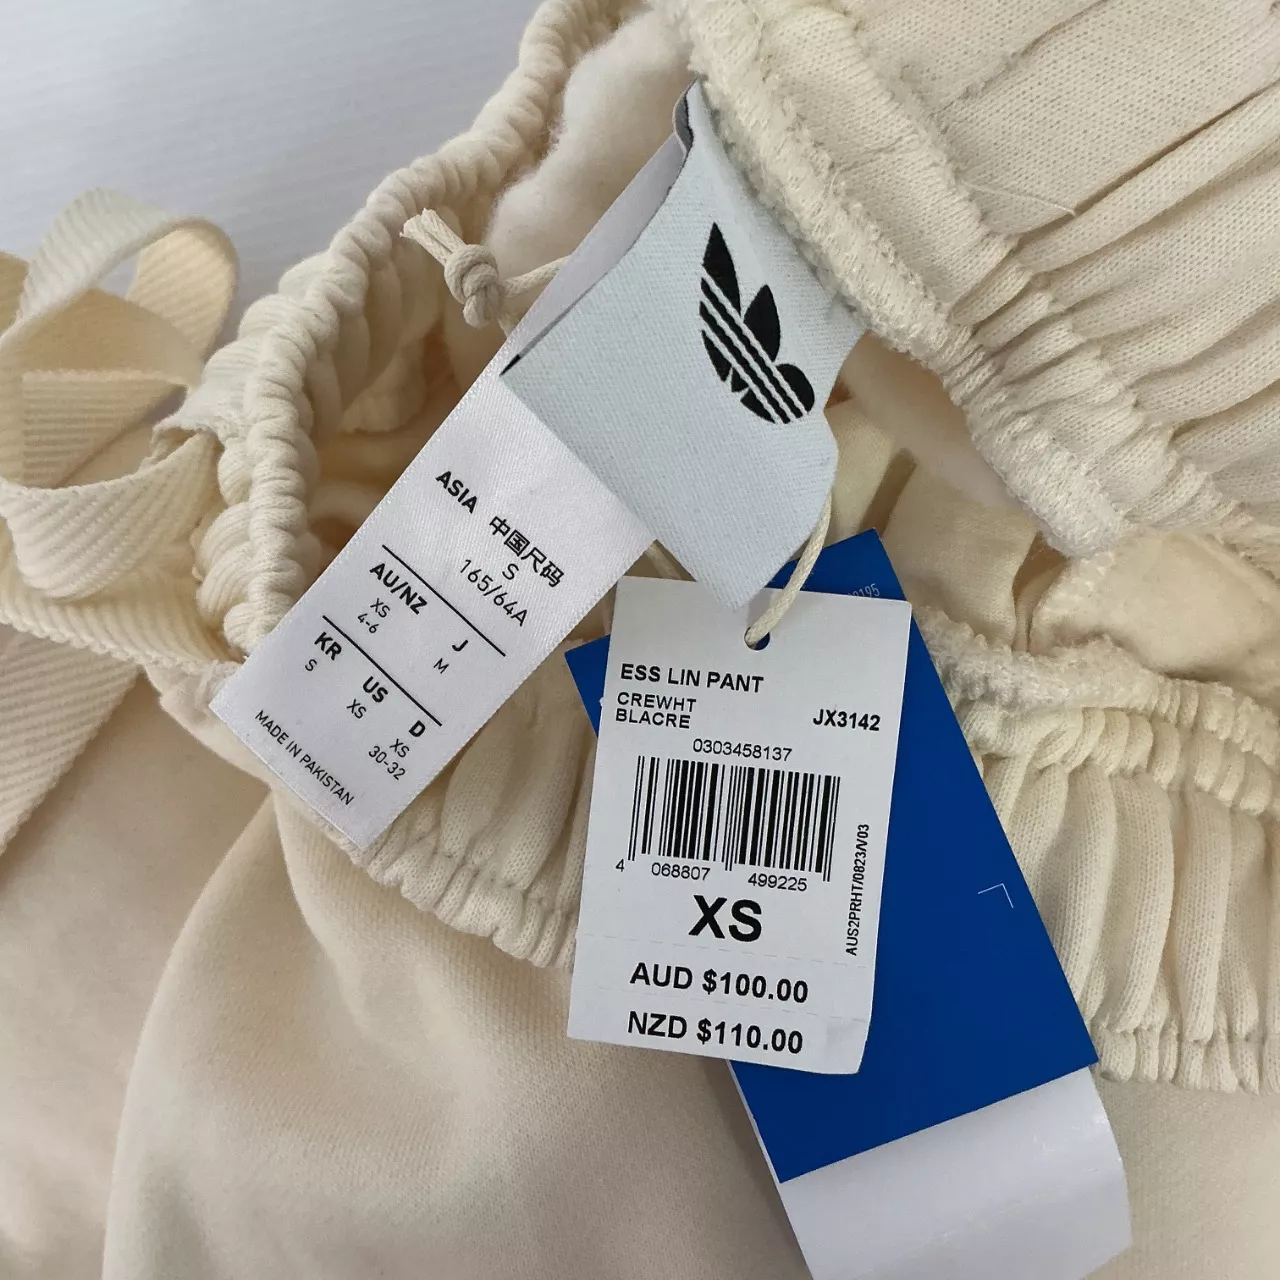 ASIA 中国尺码
S
165/64A
AU/NZ J
XS M
4-6
KR US D
S XS XS
30-32
MADE IN PAKISTAN
ESS LIN PANT
CREWHT
BLACRE JX3142
0303458137
4 068807 499225
XS
AUD $100.00
NZD $110.00
AUS2PRHT/0823/V03